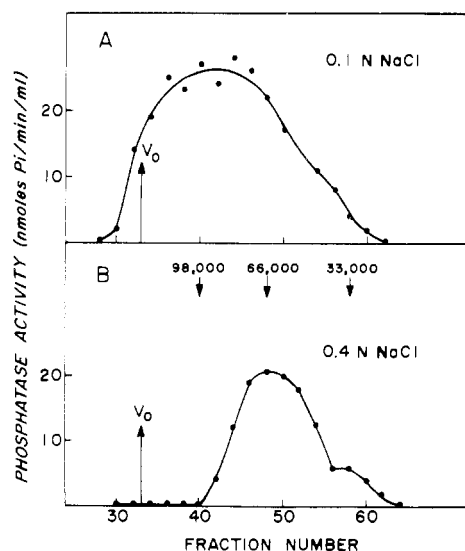 A
0.1 N NaCl
20
10
V₀
PHOSPHATASE ACTIVITY (nmoles Pi/min/ml)
B
98,000 66,000 33,000
0.4 N NaCl
20
10
V₀
30 40 50 60
FRACTION NUMBER